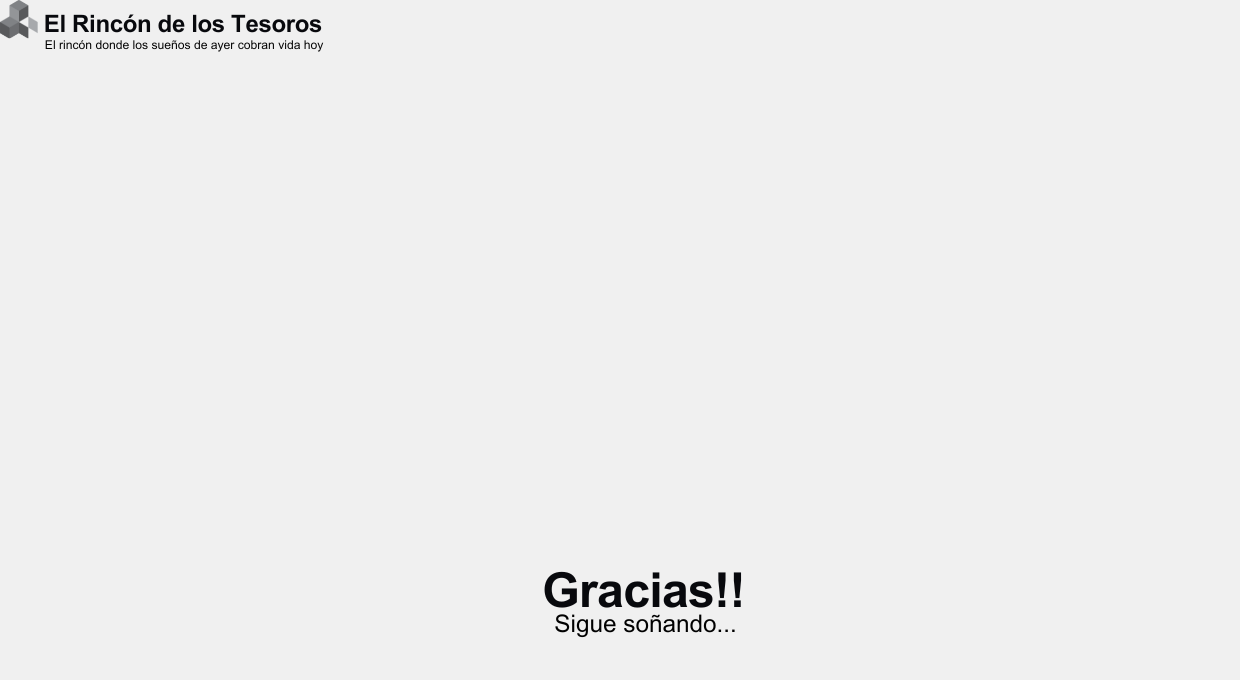 El Rincón de los Tesoros
El rincón donde los sueños de ayer cobran vida hoy
Gracias!!
Sigue soñando...